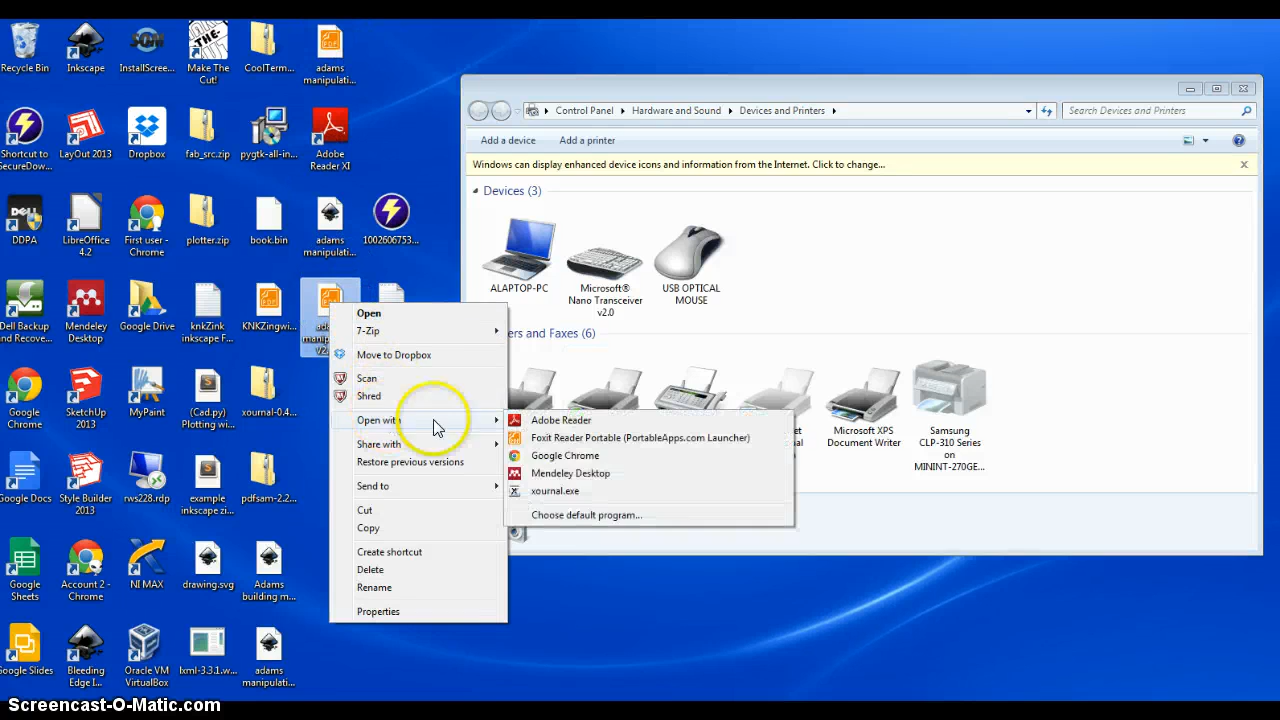 Recycle Bin
Inkscape
InstallScree...
Make The
Cut!
CoolTerm...
adams
manipulati...
Shortcut to
SecureDow...
LayOut 2013
Dropbox
fab_src.zip
pygtk-all-in...
Adobe
Reader XI
DDPA
LibreOffice
4.2
First user -
Chrome
plotter.zip
book.bin
adams
manipulati...
1002606753...
Dell Backup
and Recove...
Mendeley
Desktop
Google Drive
knkZink
inkscape F...
KNKZingwi...
Google
Chrome
SketchUp
2013
MyPaint
(Cad.py)
Plotting wi...
xournal-0.4...
Google Docs
Style Builder
2013
rws228.rdp
example
inkscape zi...
pdfsam-2.2...
Google
Sheets
Account 2 -
Chrome
NI MAX
drawing.svg
Adams
building m...
Google Slides
Bleeding
Edge I...
Oracle VM
VirtualBox
lxml-3.3.1.w...
adams
manipulati...
Open
7-Zip
Move to Dropbox
Scan
Shred
Open with
Share with
Restore previous versions
Send to
Cut
Copy
Create shortcut
Delete
Rename
Properties
Adobe Reader
Foxit Reader Portable (PortableApps.com Launcher)
Google Chrome
Mendeley Desktop
xournal.exe
Choose default program...
Control Panel
Hardware and Sound
Devices and Printers
Search Devices and Printers
Add a device
Add a printer
Windows can display enhanced device icons and information from the Internet. Click to change...
Devices (3)
ALAPTOP-PC
Microsoft®
Nano Transceiver
v2.0
USB OPTICAL
MOUSE
and Faxes (6)
Microsoft XPS
Document Writer
Samsung
CLP-310 Series
on
MININT-270GE...
Screencast-O-Matic.com